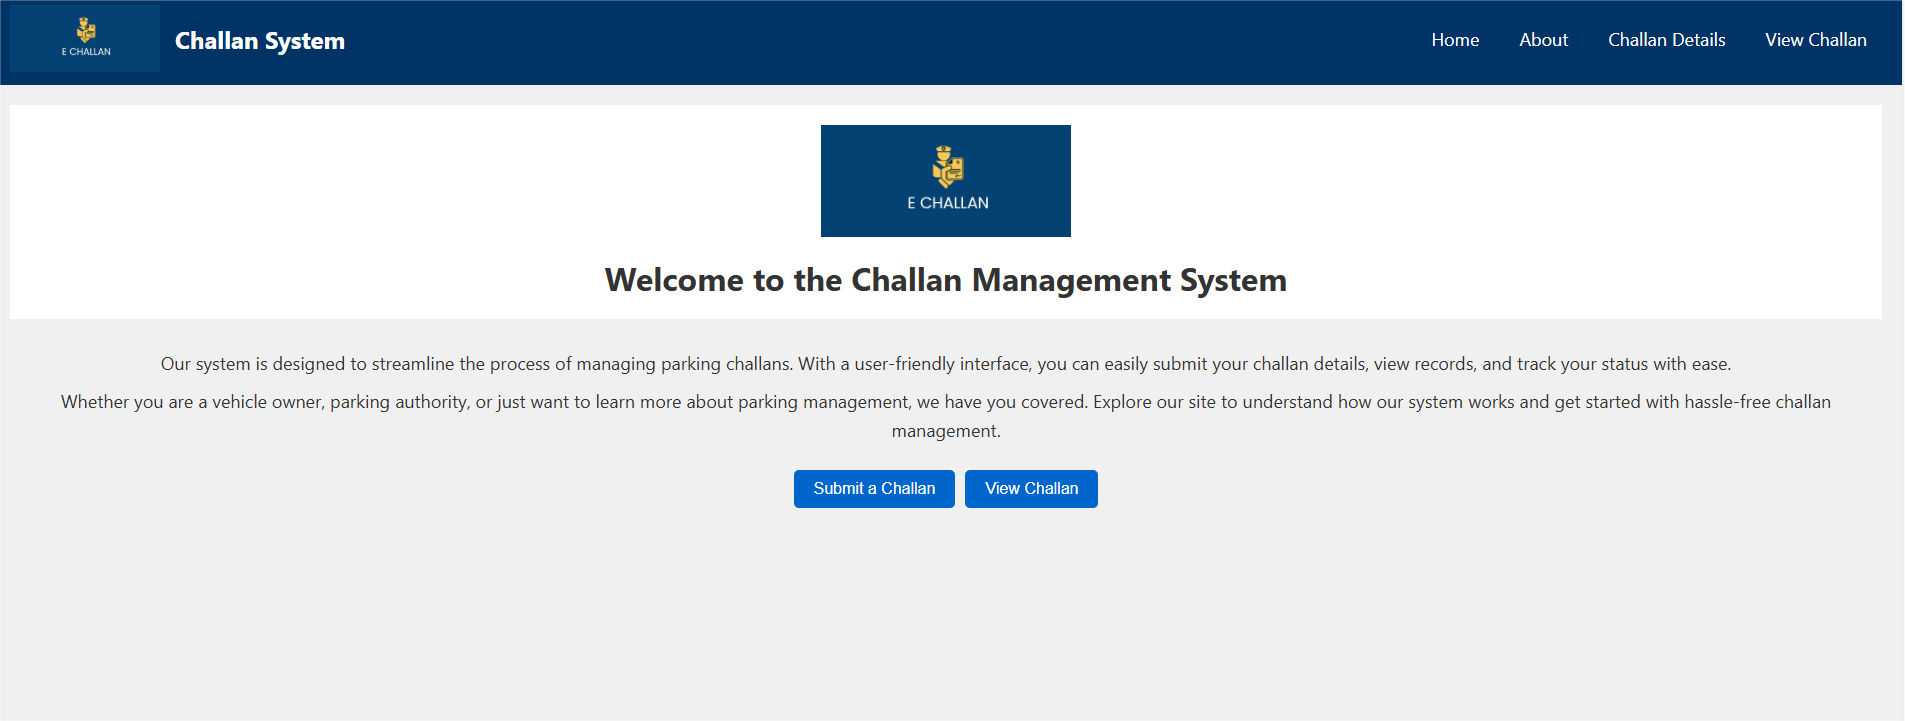 E CHALLAN
Challan System
Home
About
Challan Details
View Challan
E CHALLAN
Welcome to the Challan Management System
Our system is designed to streamline the process of managing parking challans. With a user-friendly interface, you can easily submit your challan details, view records, and track your status with ease.
Whether you are a vehicle owner, parking authority, or just want to learn more about parking management, we have you covered. Explore our site to understand how our system works and get started with hassle-free challan
management.
Submit a Challan
View Challan